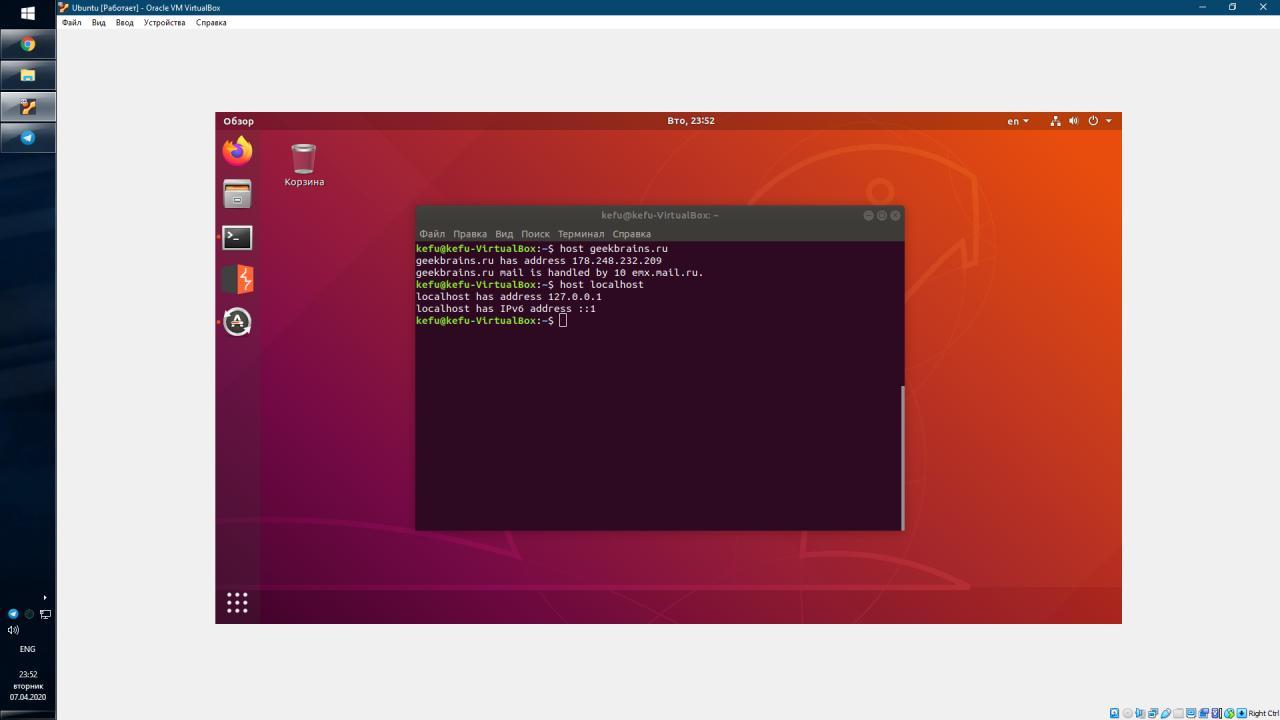 Ubuntu [Работает] - Oracle VM VirtualBox
Файл Вид Ввод Устройства Справка
Обзор Вто, 23:52 en
Корзина
kefu@kefu-VirtualBox: ~
Файл Правка Вид Поиск Терминал Справка
kefu@kefu-VirtualBox:~$ host geekbrains.ru
geekbrains.ru has address 178.248.232.209
geekbrains.ru mail is handled by 10 emx.mail.ru.
kefu@kefu-VirtualBox:~$ host localhost
localhost has address 127.0.0.1
localhost has IPv6 address ::1
kefu@kefu-VirtualBox:~$
ENG
23:52
вторник
07.04.2020
Right Ctrl